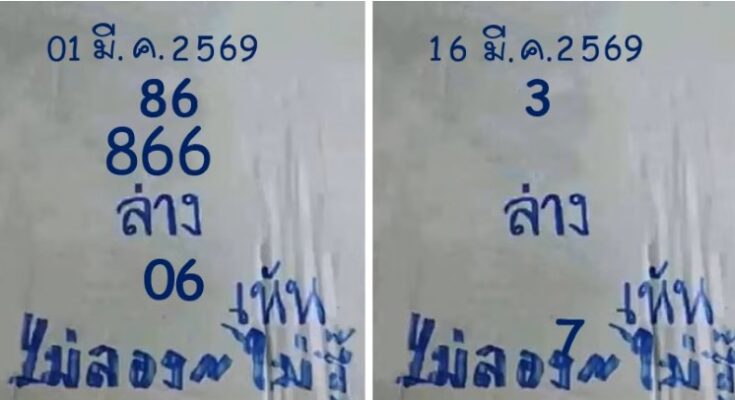 01 มี. ค. 2569
86
866
ล่าง
06
เห้น
ไม่ลอง~ไม่รู้
16 มี. ค. 2569
3
ล่าง
7
เห้น
ไม่ลอง~ไม่รู้